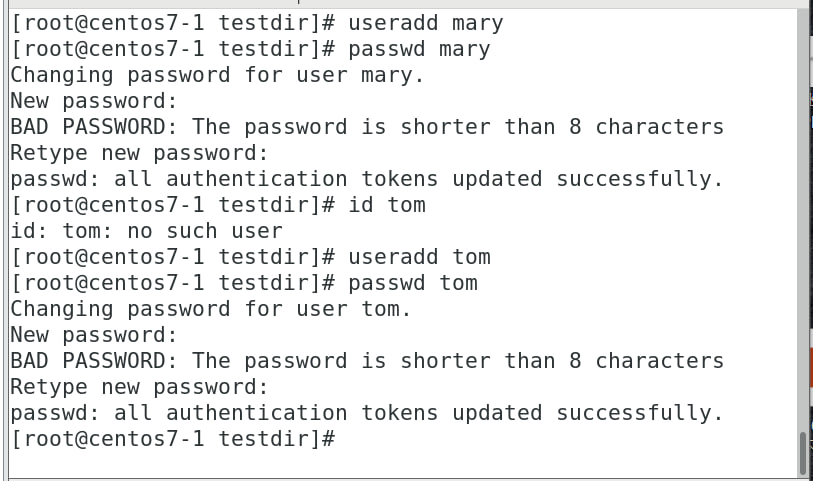 [root@centos7-1 testdir]# useradd mary
[root@centos7-1 testdir]# passwd mary
Changing password for user mary.
New password:
BAD PASSWORD: The password is shorter than 8 characters
Retype new password:
passwd: all authentication tokens updated successfully.
[root@centos7-1 testdir]# id tom
id: tom: no such user
[root@centos7-1 testdir]# useradd tom
[root@centos7-1 testdir]# passwd tom
Changing password for user tom.
New password:
BAD PASSWORD: The password is shorter than 8 characters
Retype new password:
passwd: all authentication tokens updated successfully.
[root@centos7-1 testdir]#